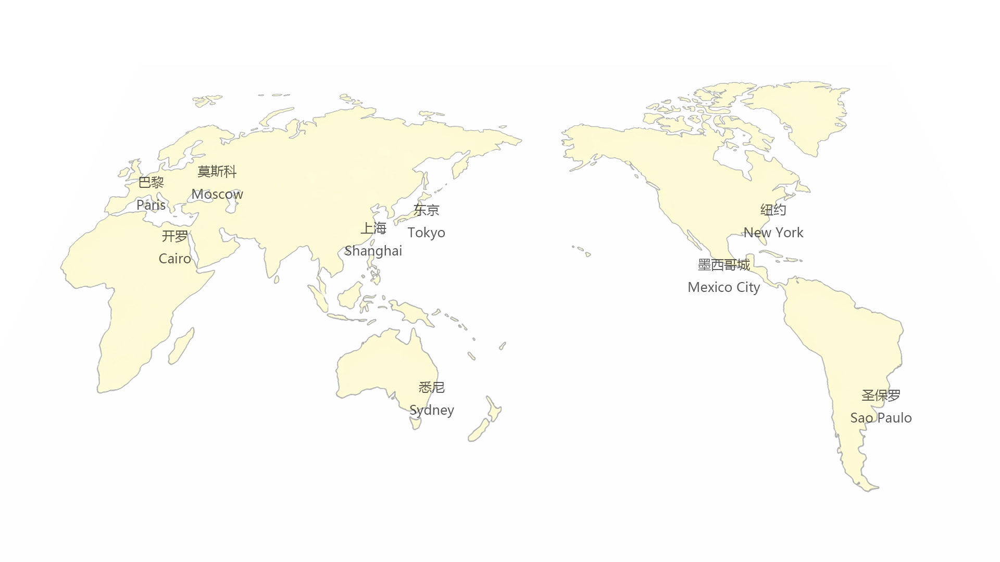 莫斯科
Moscow
巴黎
Paris
东京
Tokyo
纽约
New York
上海
Shanghai
开罗
Cairo
墨西哥城
Mexico City
悉尼
Sydney
圣保罗
Sao Paulo